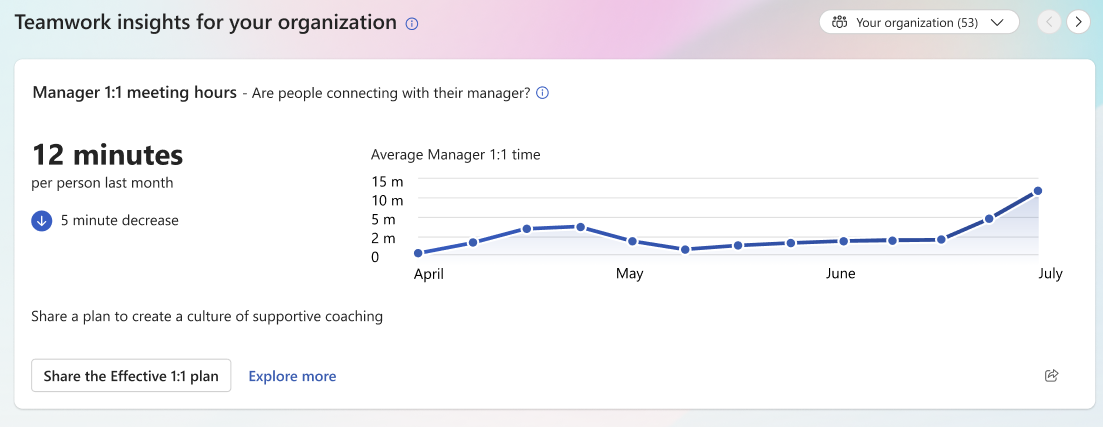 Teamwork insights for your organization
Your organization (53)
Manager 1:1 meeting hours - Are people connecting with their manager?
12 minutes
per person last month
5 minute decrease
Average Manager 1:1 time
15 m
10 m
5 m
2 m
0
April May June July
Share a plan to create a culture of supportive coaching
Share the Effective 1:1 plan Explore more